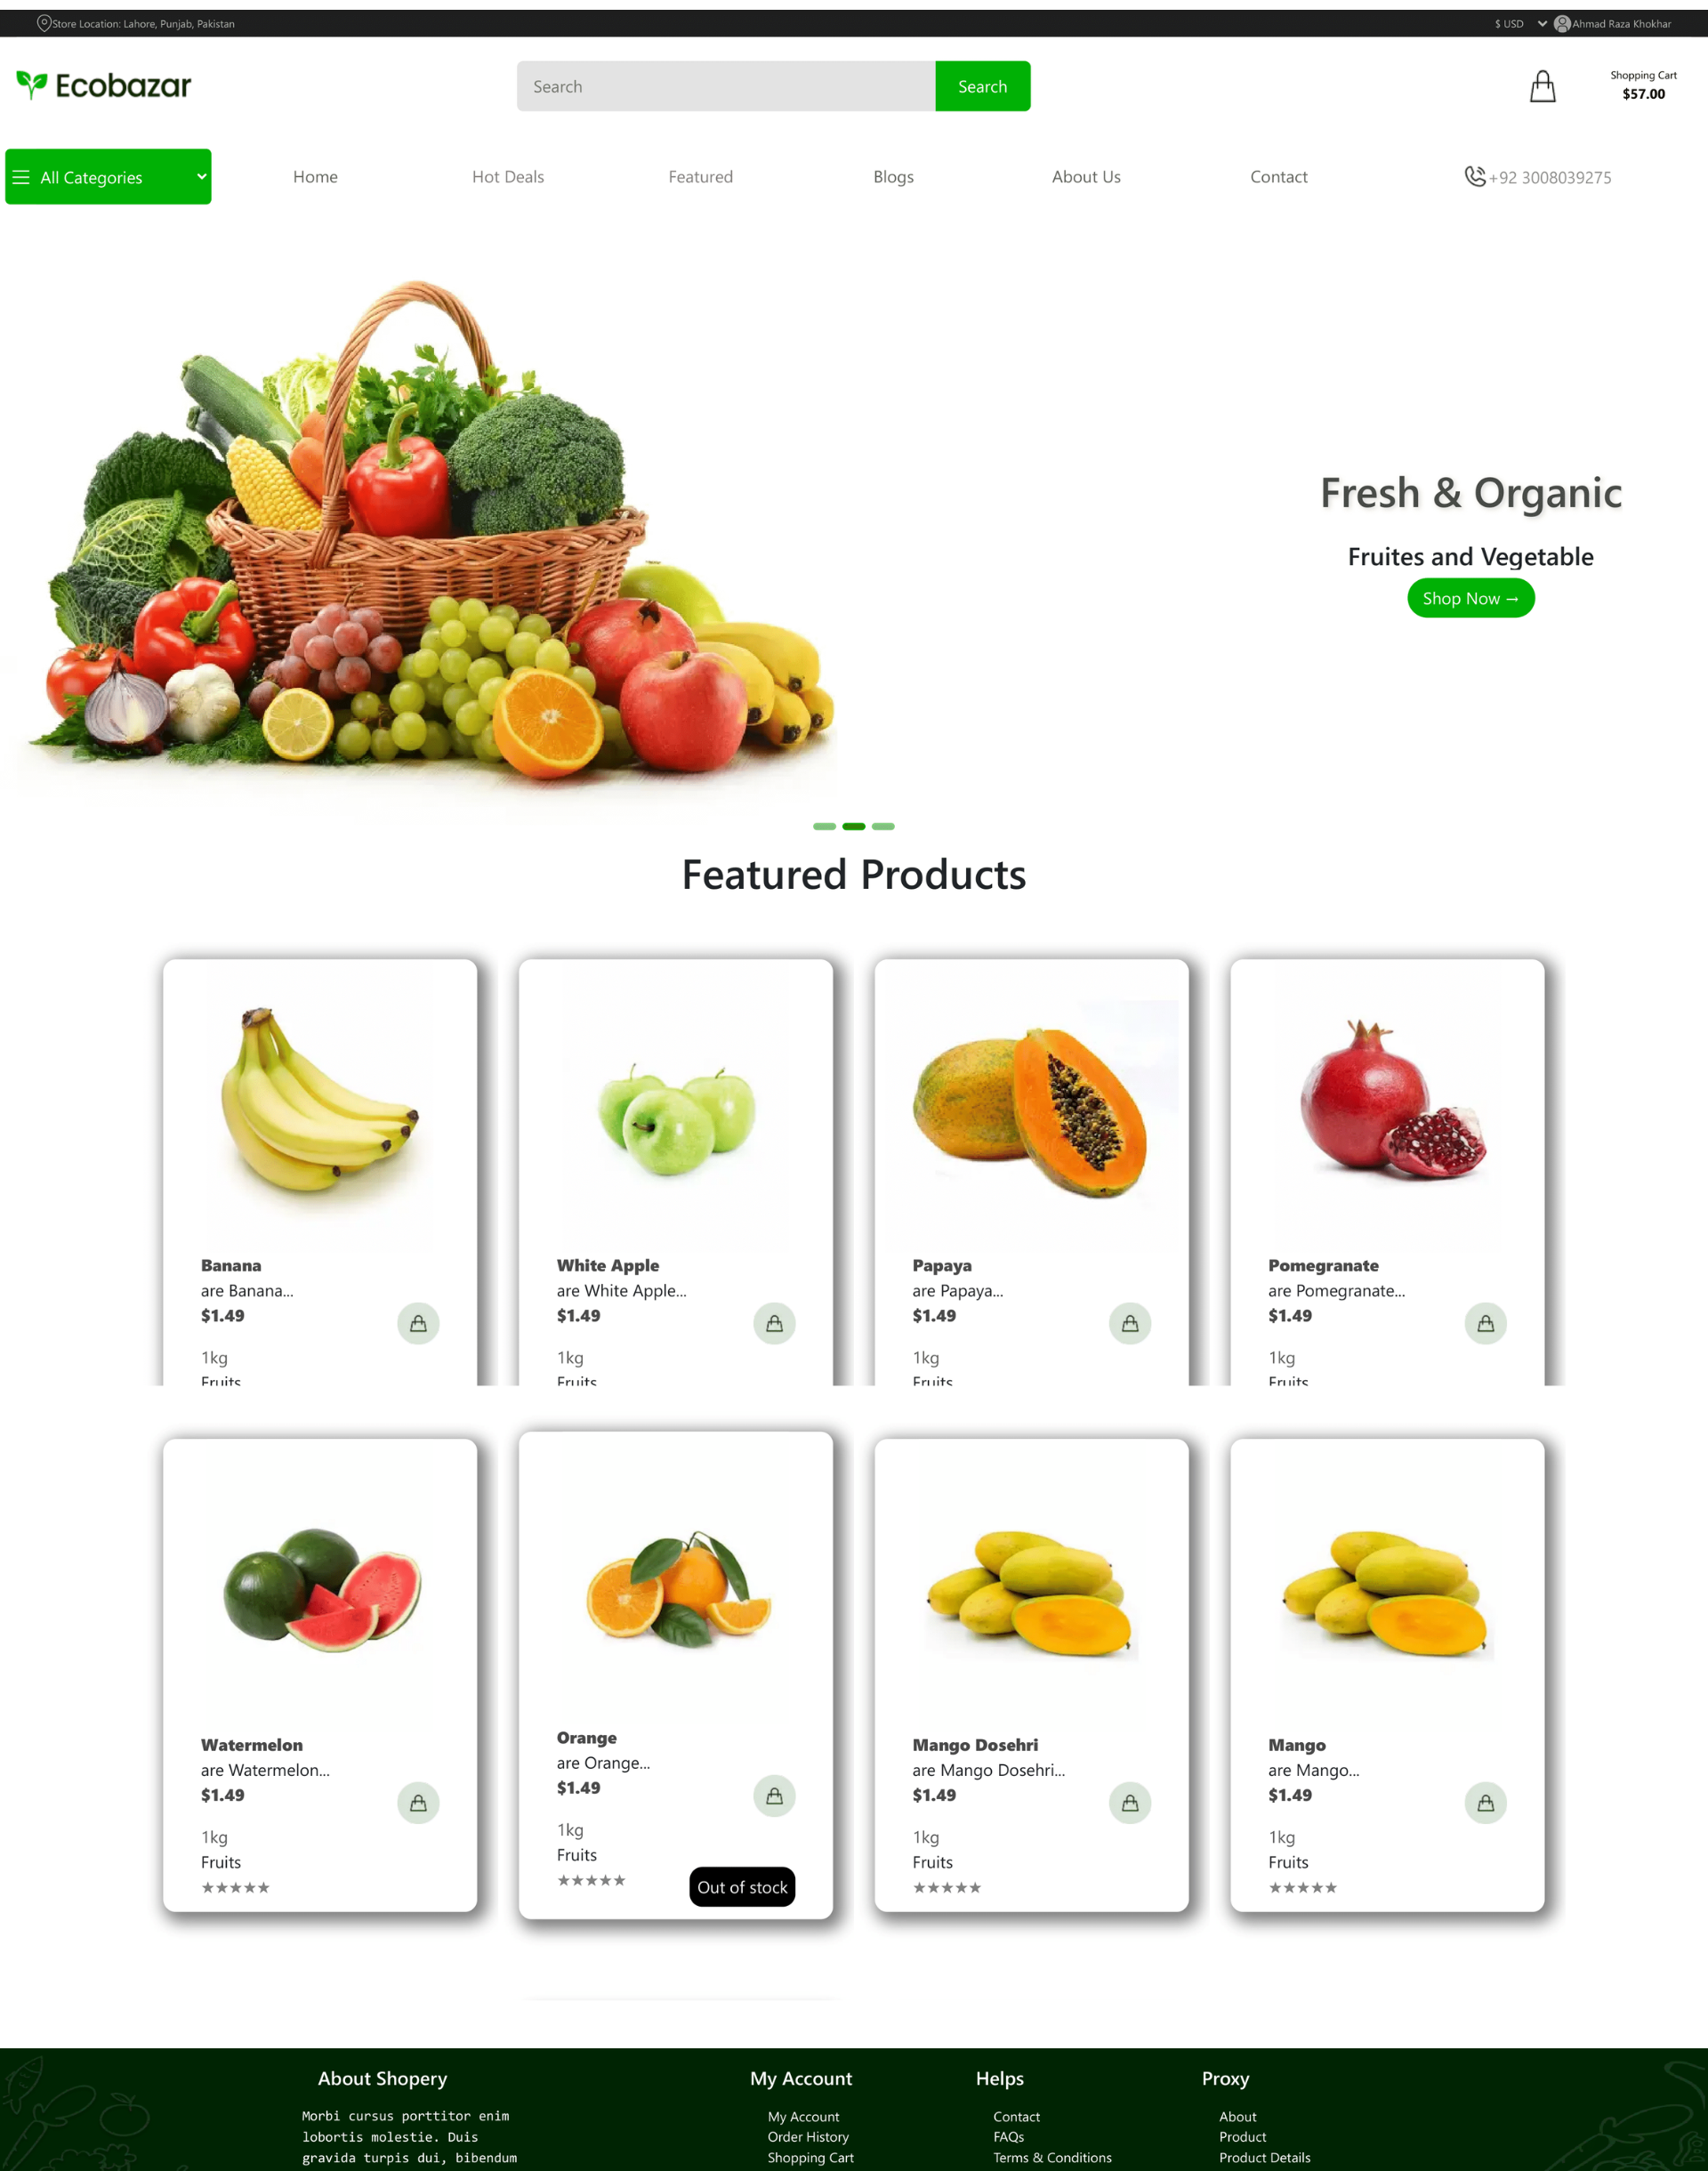 Store Location: Lahore, Punjab, Pakistan
$ USD
Ahmad Raza Khokhar
Ecobazar
Search
Search
Shopping Cart
$57.00
All Categories
Home
Hot Deals
Featured
Blogs
About Us
Contact
+92 3008039275
Fresh & Organic
Fruites and Vegetable
Shop Now →
Featured Products
Banana
are Banana...
$1.49
1kg
Fruits
White Apple
are White Apple...
$1.49
1kg
Fruits
Papaya
are Papaya...
$1.49
1kg
Fruits
Pomegranate
are Pomegranate...
$1.49
1kg
Fruits
Watermelon
are Watermelon...
$1.49
1kg
Fruits
★★★★★
Orange
are Orange...
$1.49
1kg
Fruits
★★★★★
Out of stock
Mango Dosehri
are Mango Dosehri...
$1.49
1kg
Fruits
★★★★★
Mango
are Mango...
$1.49
1kg
Fruits
★★★★★
About Shopery
Morbi cursus porttitor enim
lobortis molestie. Duis
gravida turpis dui, bibendum
My Account
My Account
Order History
Shopping Cart
Helps
Contact
FAQs
Terms & Conditions
Proxy
About
Product
Product Details